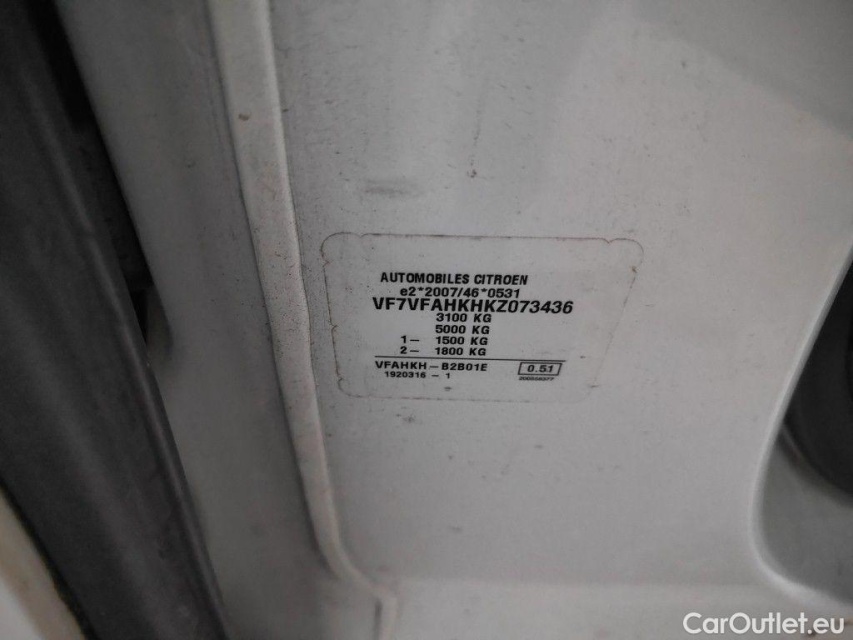 AUTOMOBILES CITROEN
e2*2007/46*0531
VF7VFAHKHKZ073436
3100 KG
5000 KG
1- 1500 KG
2- 1800 KG
VFAHKH-B2B01E 0.51
1920316 - 1
CarOutlet.eu